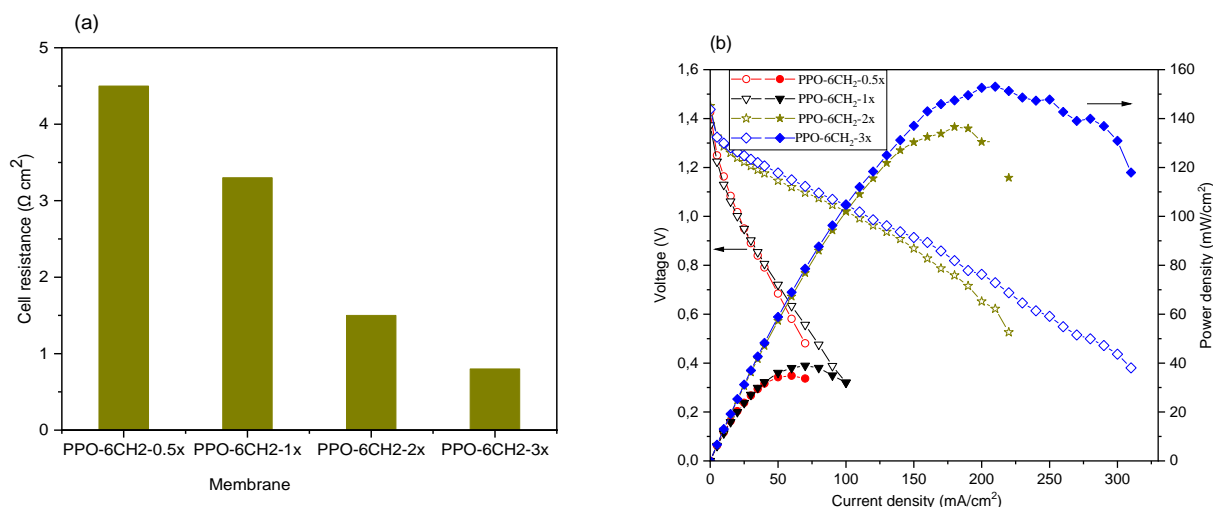 (a)
5
4
3
2
1
0
Cell resistance (Ω cm²)
PPO-6CH2-0.5x PPO-6CH2-1x PPO-6CH2-2x PPO-6CH2-3x
Membrane
(b)
1,6
1,4
1,2
1,0
0,8
0,6
0,4
0,2
0,0
Voltage (V)
PPO-6CH₂-0.5x
PPO-6CH₂-1x
PPO-6CH₂-2x
PPO-6CH₂-3x
160
140
120
100
80
60
40
20
0
Power density (mW/cm²)
0 50 100 150 200 250 300
Current density (mA/cm²)